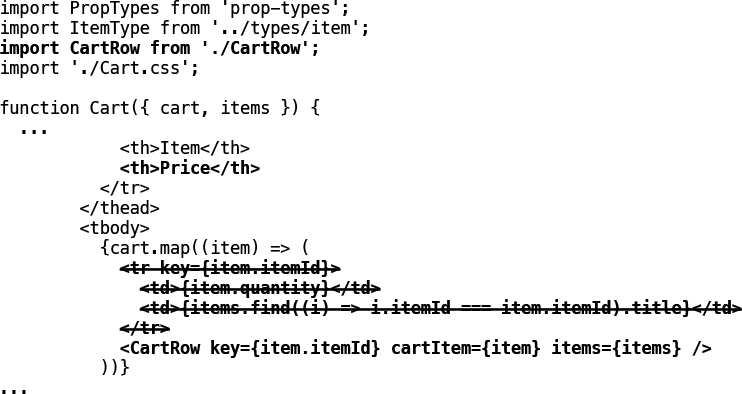 import PropTypes from 'prop-types';
import ItemType from '../types/item';
import CartRow from './CartRow';
import './Cart.css';

function Cart({ cart, items }) {
  ...
            <th>Item</th>
            <th>Price</th>
          </tr>
        </thead>
        <tbody>
          {cart.map((item) => (
            <tr key={item.itemId}>
              <td>{item.quantity}</td>
              <td>{items.find((i) => i.itemId === item.itemId).title}</td>
            </tr>
            <CartRow key={item.itemId} cartItem={item} items={items} />
          ))}
...